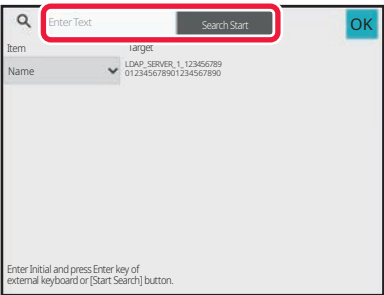 Enter Text Search Start OK
Item Target
Name LDAP_SERVER_1_123456789
012345678901234567890
Enter Initial and press Enter key of
external keyboard or [Start Search] button.